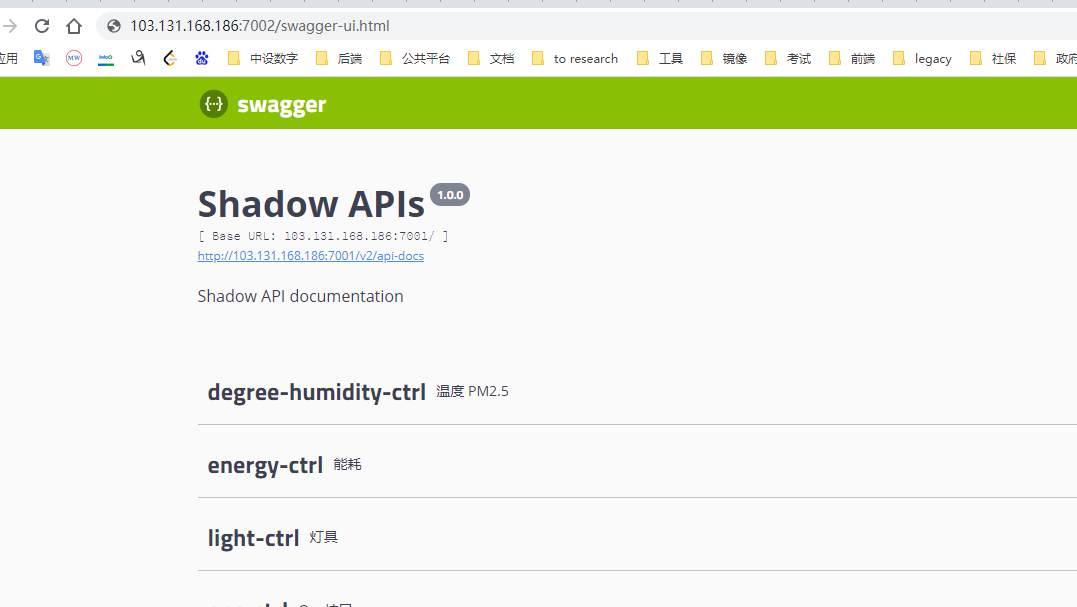 103.131.168.186:7002/swagger-ui.html
应用 MW InfoQ 中设数字 后端 公共平台 文档 to research 工具 镜像 考试 前端 legacy 社保 政府
{···} swagger
Shadow APIs 1.0.0
[ Base URL: 103.131.168.186:7001/ ]
http://103.131.168.186:7001/v2/api-docs
Shadow API documentation
degree-humidity-ctrl 温度 PM2.5
energy-ctrl 能耗
light-ctrl 灯具